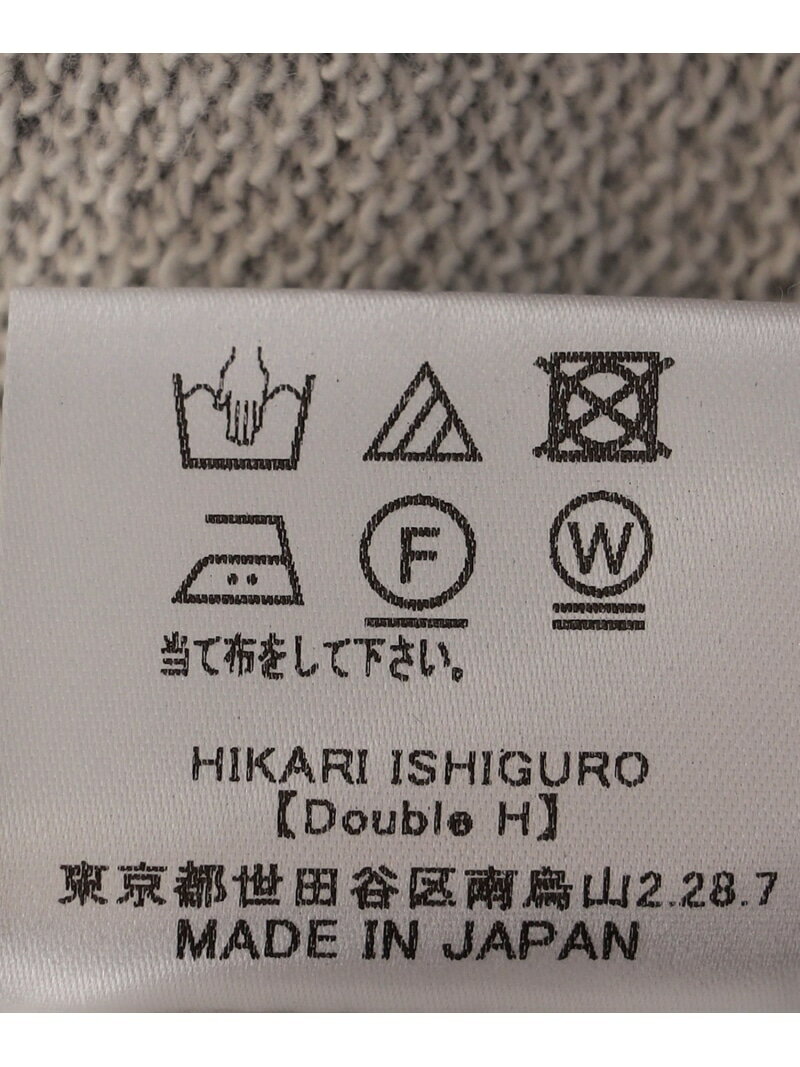 F
W
当て布をして下さい。
HIKARI ISHIGURO
【Double H】
東京都世田谷区南烏山2.28.7
MADE IN JAPAN